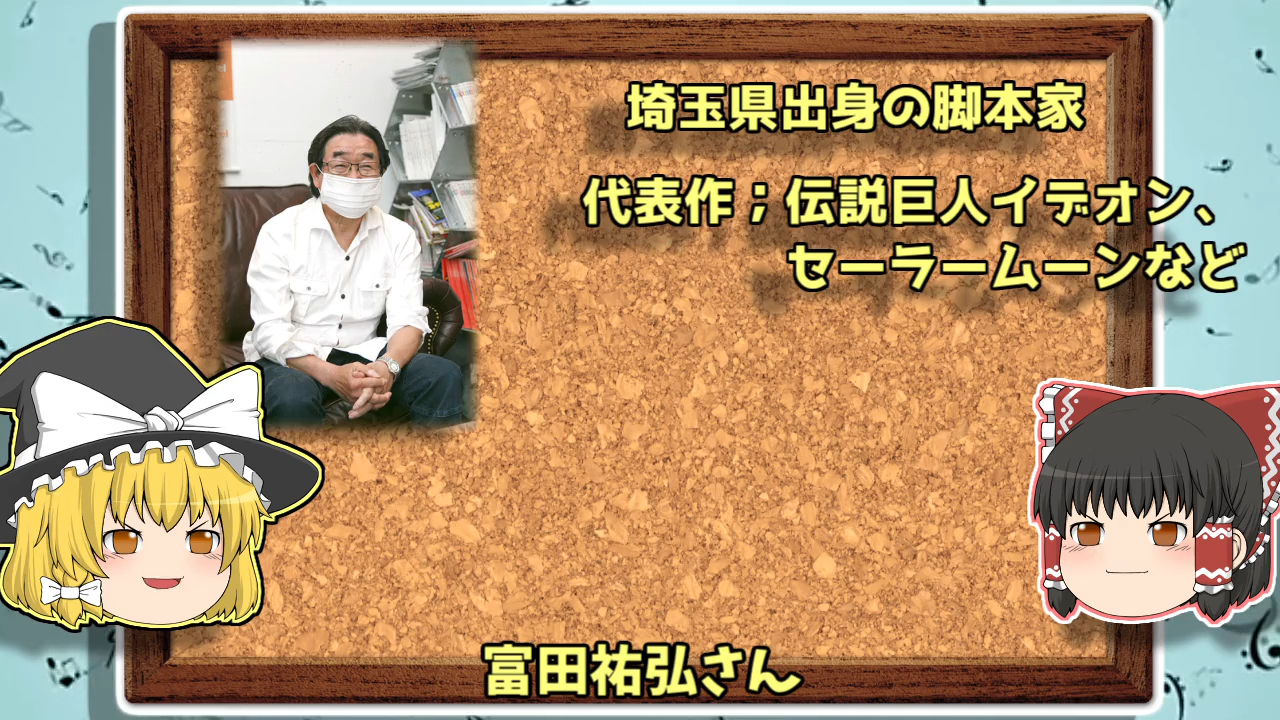 埼玉県出身の脚本家
代表作；伝説巨人イデオン、
セーラームーンなど
富田祐弘さん